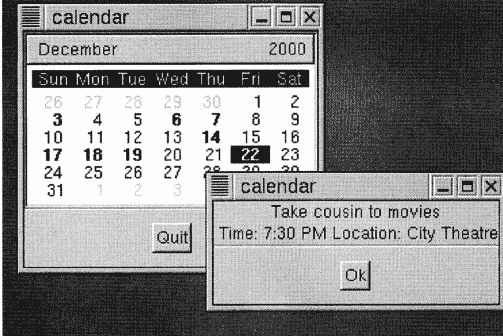 calendar
December 2000
Sun Mon Tue Wed Thu Fri Sat
26 27 28 29 30 1 2
3 4 5 6 7 8 9
10 11 12 13 14 15 16
17 18 19 20 21 22 23
24 25 26 27 28 29 30
31 1 2 3
Quit
calendar
Take cousin to movies
Time: 7:30 PM Location: City Theatre
Ok